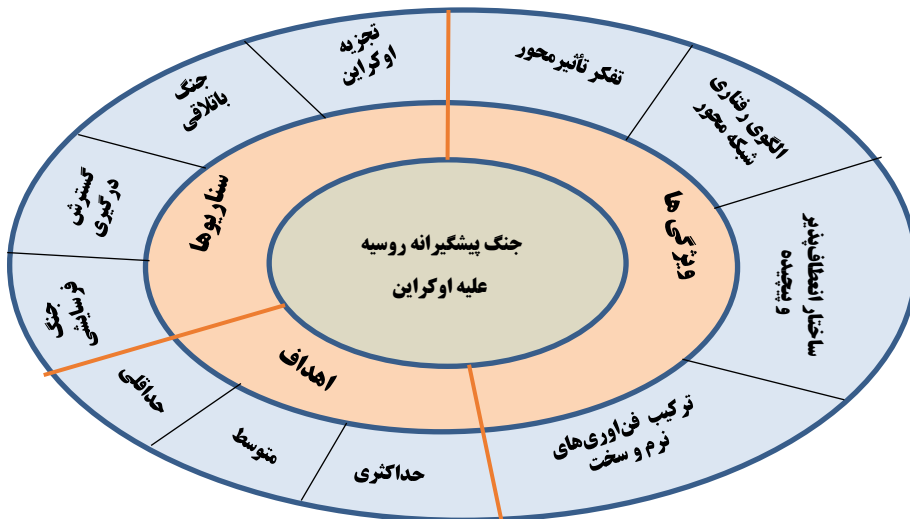 جنگ پیشگیرانه روسیه
علیه اوکراین
ویژگی ها
تفکر تأثیرمحور
الگوی رفتاری
شبکه محور
ساختار انعطاف‌پذیر
و پیچیده
ترکیب فن‌اوری‌های
نرم و سخت
اهداف
حداکثری
متوسط
حداقلی
سناریوها
جنگ
فرسایشی
گسترش
درگیری
جنگ
باتلاقی
تجزیه
اوکراین